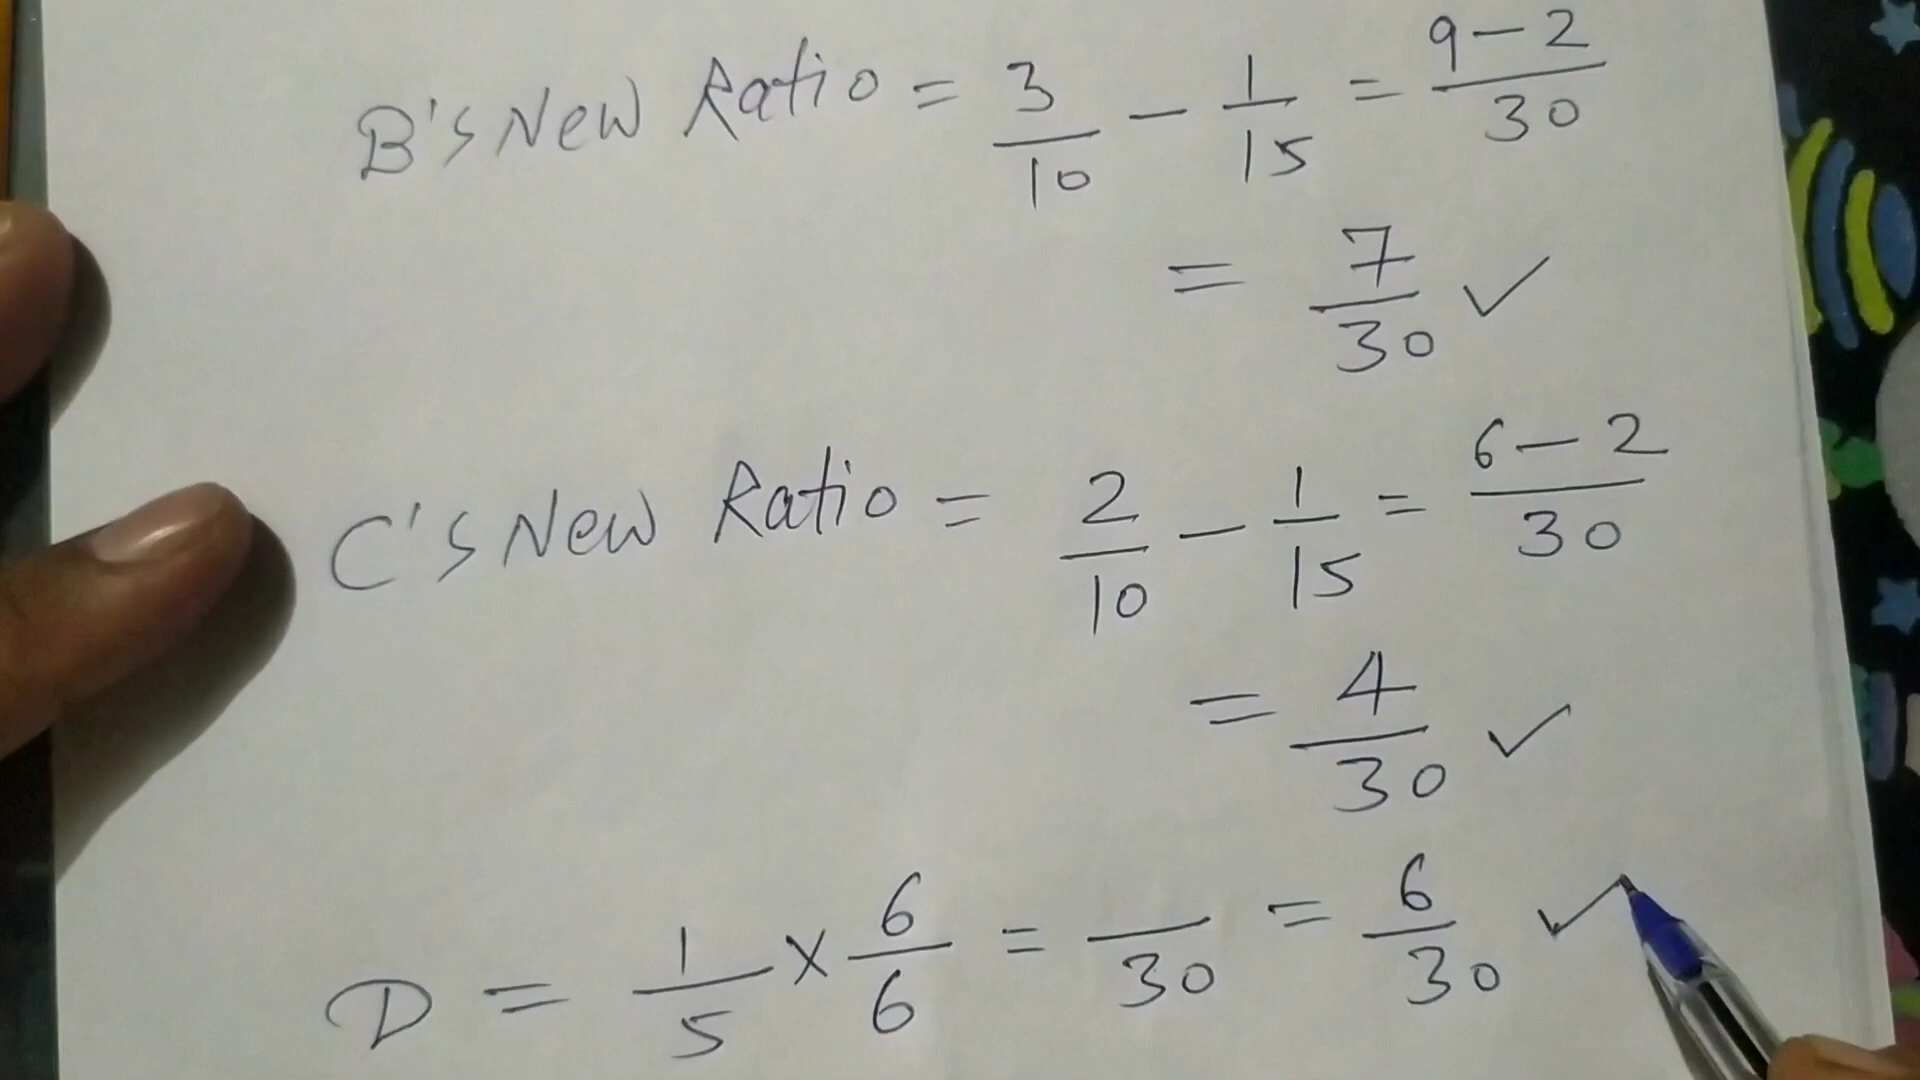 B's New Ratio = 3/10 - 1/15 = 9-2/30
= 7/30 ✓
C's New Ratio = 2/10 - 1/15 = 6-2/30
= 4/30 ✓
D = 1/5 × 6/6 = /30 = 6/30 ✓